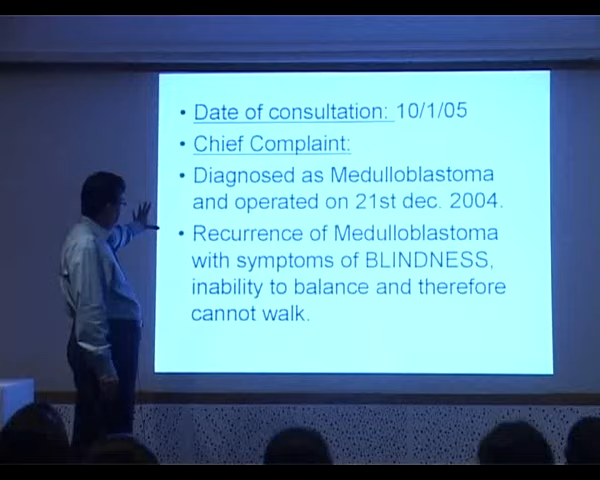 • Date of consultation: 10/1/05
• Chief Complaint:
• Diagnosed as Medulloblastoma
and operated on 21st dec. 2004.
• Recurrence of Medulloblastoma
with symptoms of BLINDNESS,
inability to balance and therefore
cannot walk.